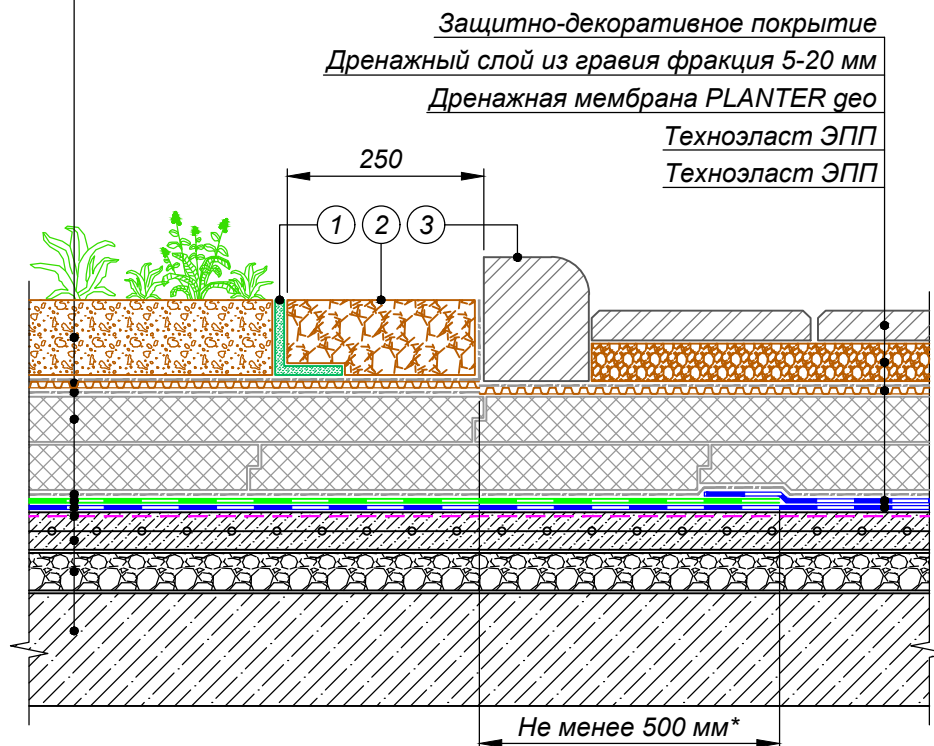 Защитно-декоративное покрытие
Дренажный слой из гравия фракция 5-20 мм
Дренажная мембрана PLANTER geo
Техноэласт ЭПП
Техноэласт ЭПП
250
1 2 3
Не менее 500 мм*